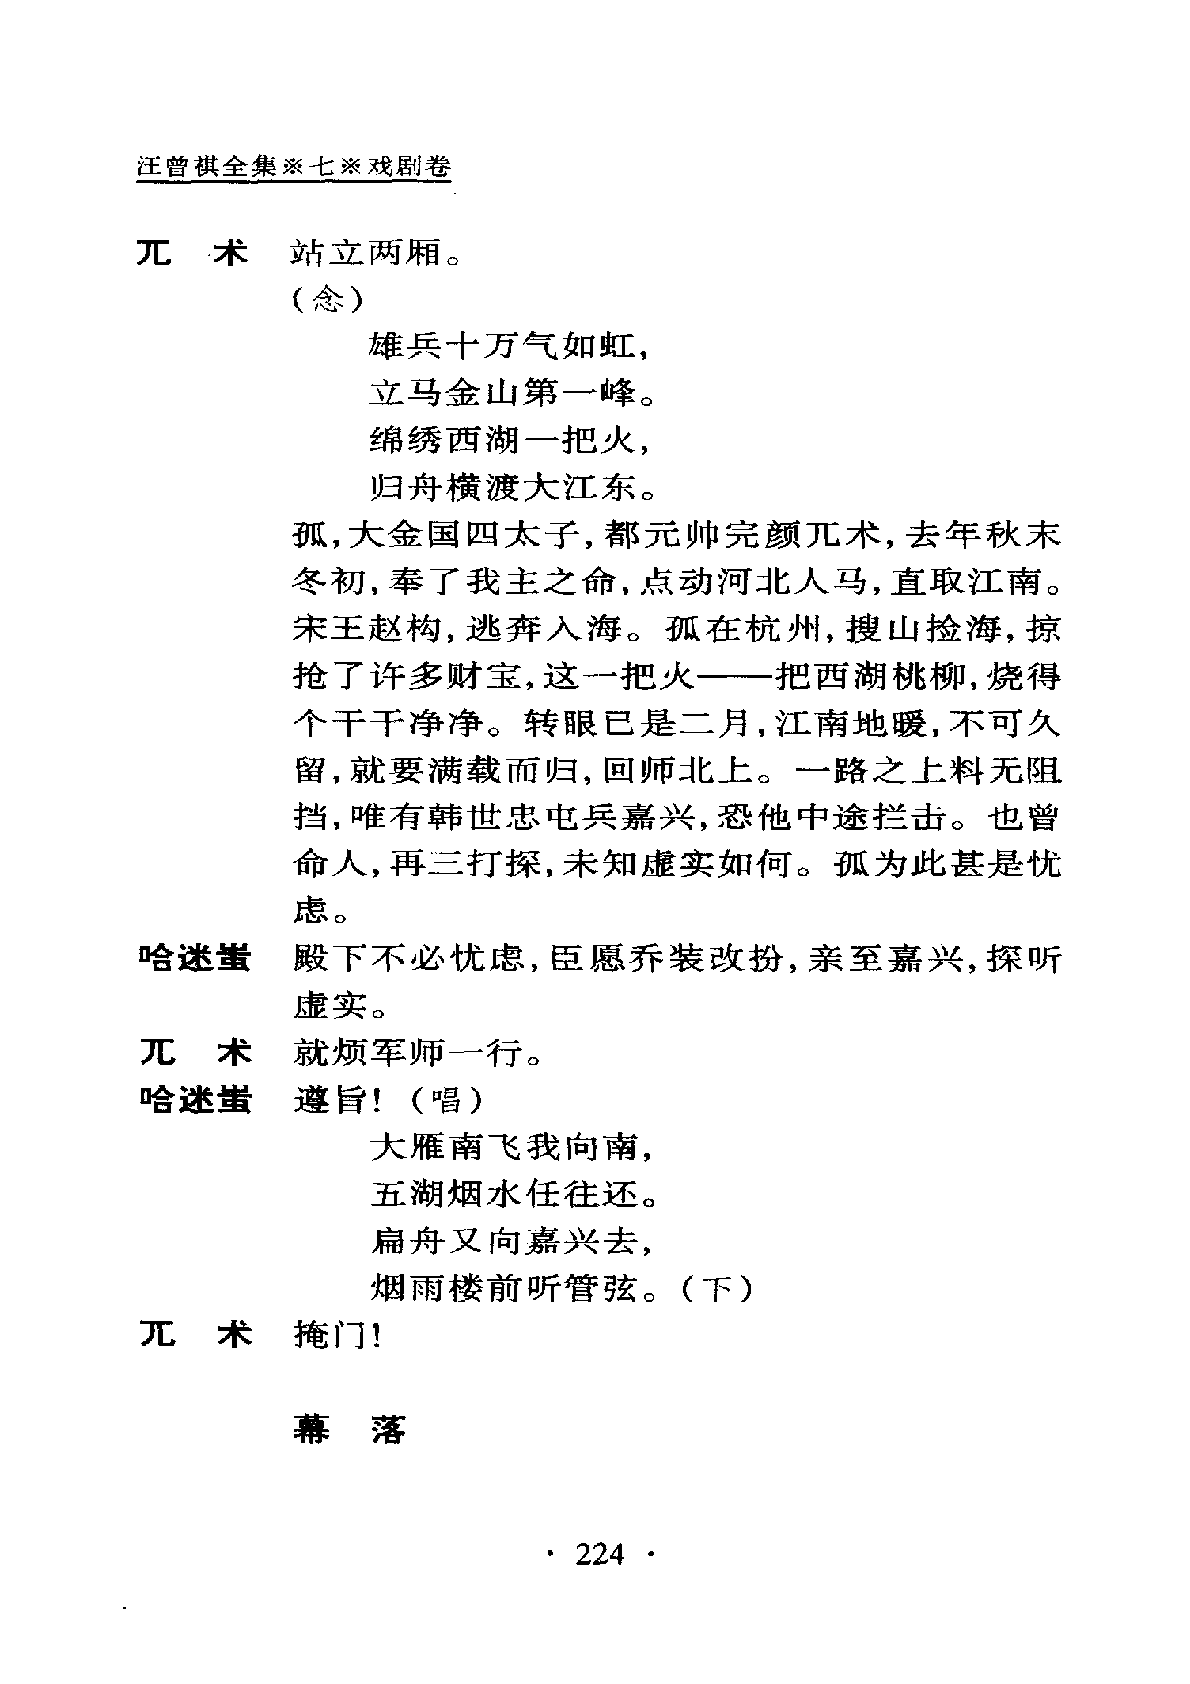 汪曾祺全集※七※戏剧卷
兀　术　站立两厢。
（念）
雄兵十万气如虹，
立马金山第一峰。
绵绣西湖一把火，
归舟横渡大江东。
孤，大金国四太子，都元帅完颜兀术，去年秋末
冬初，奉了我主之命，点动河北人马，直取江南。
宋王赵构，逃奔入海。孤在杭州，搜山捡海，掠
抢了许多财宝，这一把火——把西湖桃柳，烧得
个干干净净。转眼已是二月，江南地暖，不可久
留，就要满载而归，回师北上。一路之上料无阻
挡，唯有韩世忠屯兵嘉兴，恐他中途拦击。也曾
命人，再三打探，未知虚实如何。孤为此甚是忧
虑。
哈迷蚩　殿下不必忧虑，臣愿乔装改扮，亲至嘉兴，探听
虚实。
兀　术　就烦军师一行。
哈迷蚩　遵旨！（唱）
大雁南飞我向南，
五湖烟水任往还。
扁舟又向嘉兴去，
烟雨楼前听管弦。（下）
兀　术　掩门！
幕　落
· 224 ·